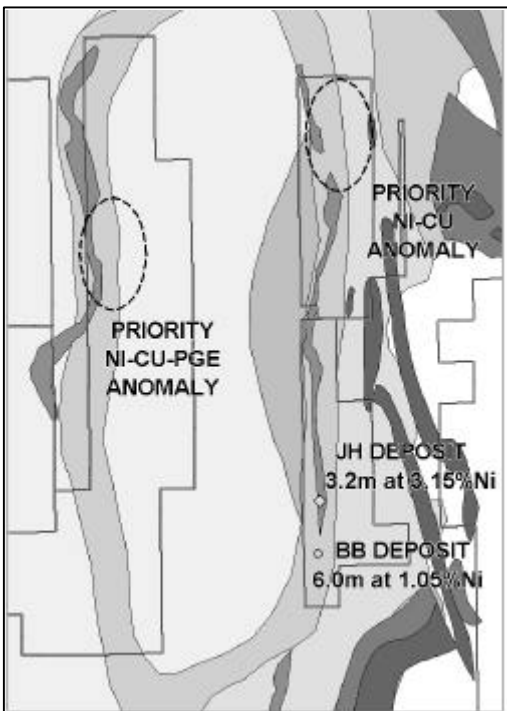 PRIORITY
NI-CU
ANOMALY
PRIORITY
NI-CU-PGE
ANOMALY
JH DEPOSIT
3.2m at 3.15%Ni
BB DEPOSIT
6.0m at 1.05%Ni